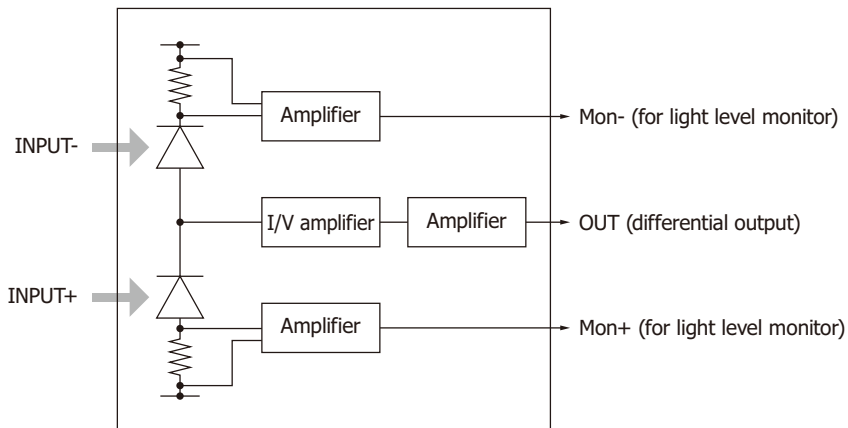 Amplifier
Mon- (for light level monitor)
INPUT-
I/V amplifier
Amplifier
OUT (differential output)
INPUT+
Amplifier
Mon+ (for light level monitor)